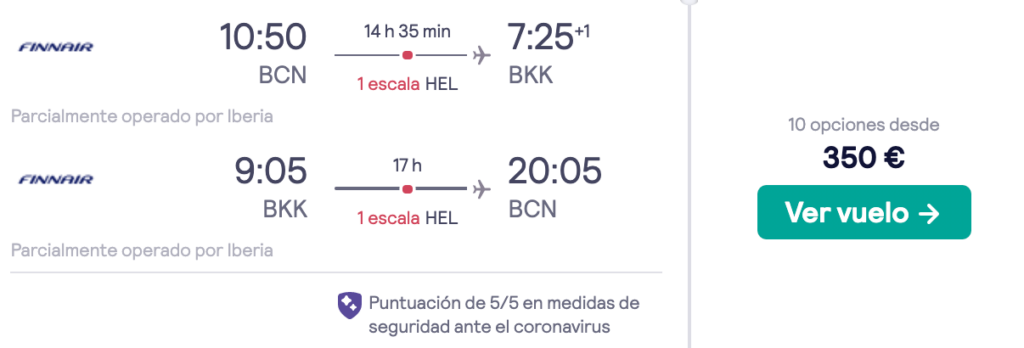 FINNAIR
10:50
14 h 35 min
7:25+1
BCN
1 escala HEL
BKK
Parcialmente operado por Iberia
FINNAIR
9:05
17 h
20:05
BKK
1 escala HEL
BCN
Parcialmente operado por Iberia
Puntuación de 5/5 en medidas de
seguridad ante el coronavirus
10 opciones desde
350 €
Ver vuelo →